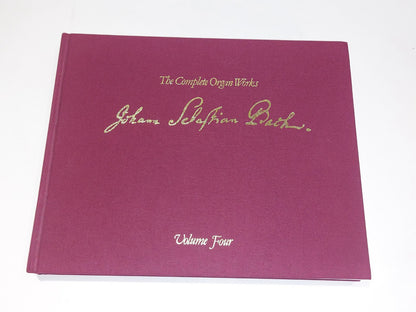 The Complete Organ Works
Johann Sebastian Bach.
Volume Four